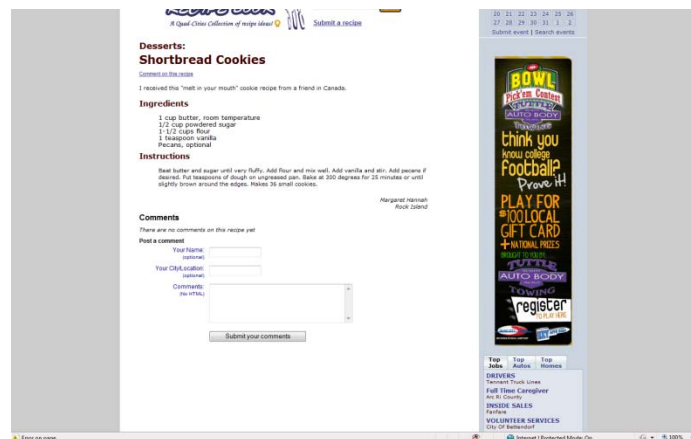 A Quad-Cities Collection of recipe ideas!
Submit a recipe
Desserts:
Shortbread Cookies
Comment on this recipe
I received this "melt in your mouth" cookie recipe from a friend in Canada.
Ingredients
1 cup butter, room temperature
1/2 cup powdered sugar
1-1/2 cups flour
1 teaspoon vanilla
Pecans, optional
Instructions
Beat butter and sugar until very fluffy. Add flour and mix well. Add vanilla and stir. Add pecans if
desired. Put teaspoons of dough on ungreased pan. Bake at 300 degrees for 25 minutes or until
slightly brown around the edges. Makes 36 small cookies.
Margaret Hannah
Rock Island
Comments
There are no comments on this recipe yet
Post a comment
Your Name:
(optional)
Your City/Location:
(optional)
Comments:
(No HTML)
Submit your comments
20 21 22 23 24 25 26
27 28 29 30 31 1 2
Submit event | Search events
BOWL
Pick'em Contest
TUTTLE
AUTO BODY
TOWING
think you
know college
football?
Prove it!
PLAY FOR
$100 LOCAL
GIFT CARD
+ NATIONAL PRIZES
BROUGHT TO YOU BY
TUTTLE
AUTO BODY
TOWING
register
TO PLAY HERE
Top Jobs
Top Autos
Top Homes
DRIVERS
Tennant Truck Lines
Full Time Caregiver
Arc Ri County
INSIDE SALES
Fanfare
VOLUNTEER SERVICES
City Of Bettendorf
Error on page.
Internet | Protected Mode: On
100%